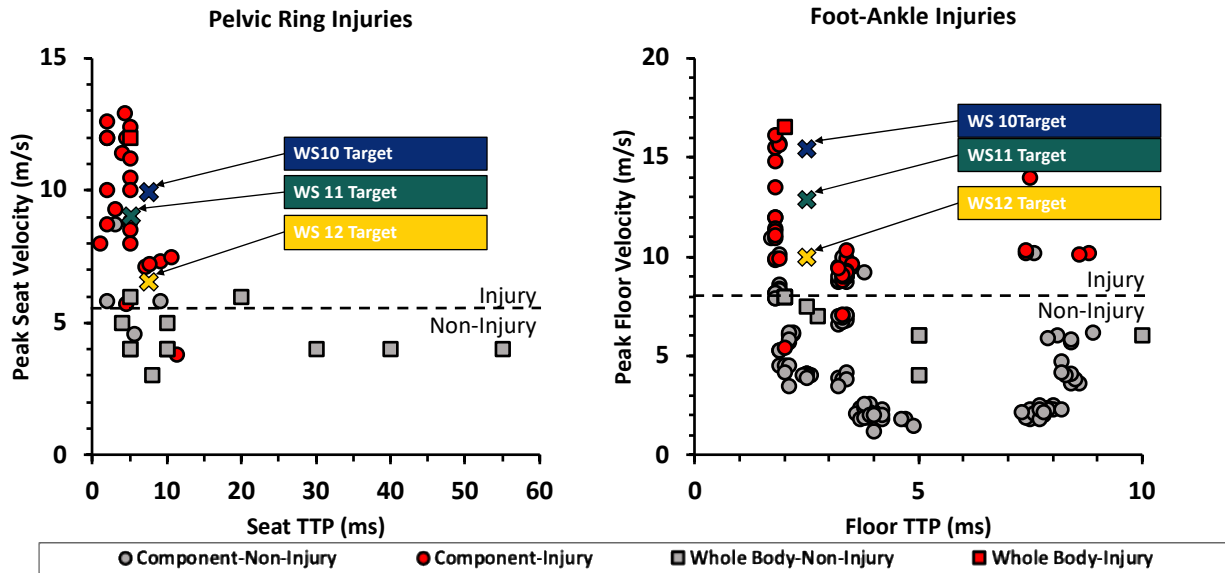 Pelvic Ring Injuries
Foot-Ankle Injuries
15
10
5
0
Peak Seat Velocity (m/s)
WS10 Target
WS 11 Target
WS 12 Target
Injury
Non-Injury
0 10 20 30 40 50 60
Seat TTP (ms)
20
15
10
5
0
Peak Floor Velocity (m/s)
WS 10Target
WS11 Target
WS12 Target
Injury
Non-Injury
0 5 10
Floor TTP (ms)
Component-Non-Injury Component-Injury Whole Body-Non-Injury Whole Body-Injury